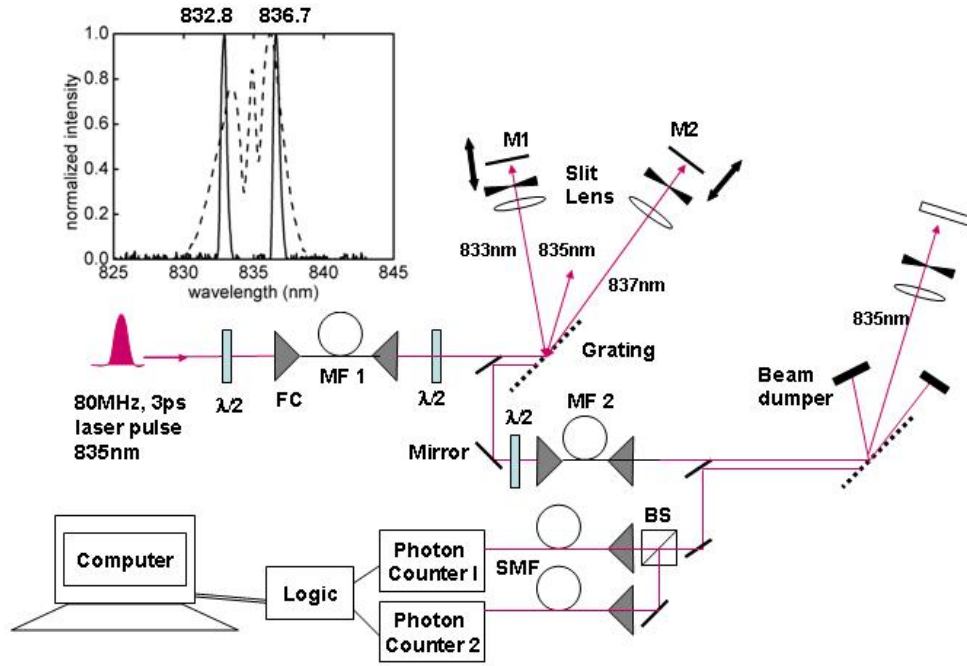 832.8 836.7
1.0
0.8
0.6
0.4
0.2
0.0
normalized intensity
825 830 835 840 845
wavelength (nm)
M1
M2
Slit
Lens
833nm
835nm
837nm
835nm
Grating
Beam
dumper
80MHz, 3ps
laser pulse
835nm
λ/2
FC
MF 1
λ/2
λ/2
MF 2
Mirror
BS
SMF
Computer
Logic
Photon
Counter 1
Photon
Counter 2